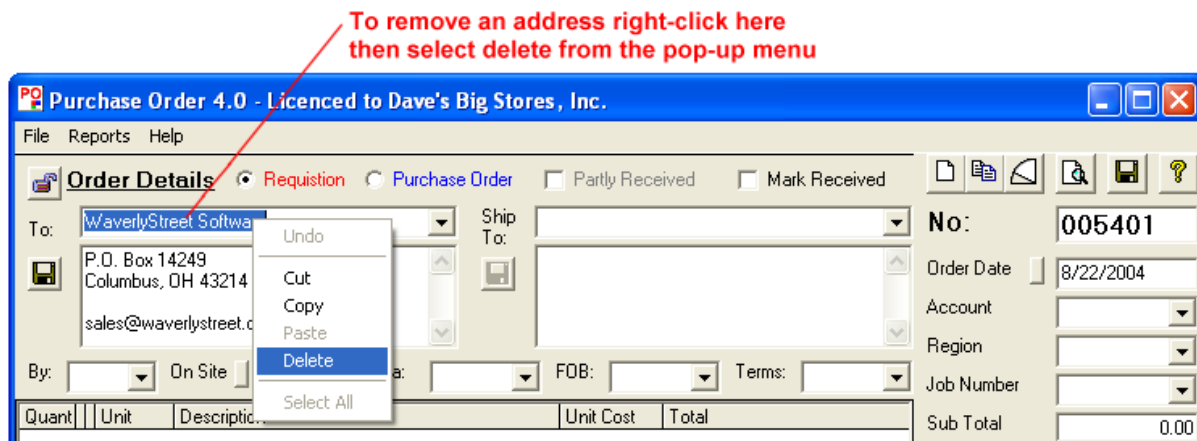 To remove an address right-click here
then select delete from the pop-up menu
PO Purchase Order 4.0 - Licenced to Dave's Big Stores, Inc.
File Reports Help
Order Details Requistion Purchase Order Partly Received Mark Received
To: WaverlyStreet Softwar
Ship To:
No: 005401
P.O. Box 14249
Columbus, OH 43214
sales@waverlystreet.c
Undo
Cut
Copy
Paste
Delete
Select All
Order Date 8/22/2004
Account
Region
Job Number
By: On Site a: FOB: Terms:
Quant Unit Description Unit Cost Total
Sub Total 0.00